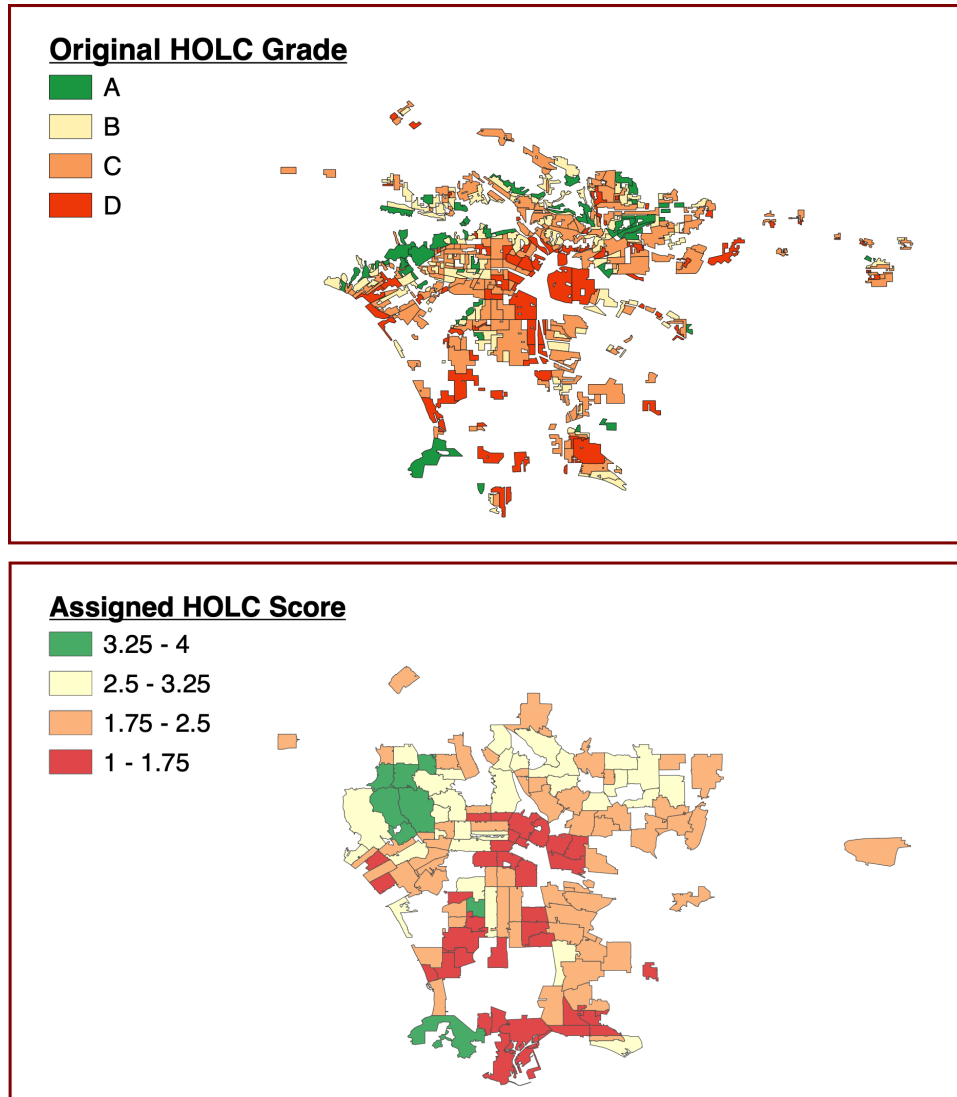 Original HOLC Grade
A
B
C
D
Assigned HOLC Score
3.25 - 4
2.5 - 3.25
1.75 - 2.5
1 - 1.75